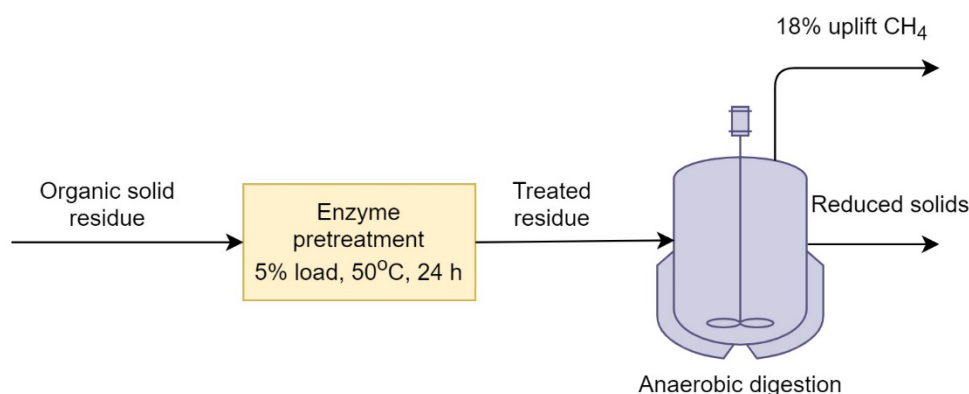 18% uplift CH₄
Organic solid
residue
Enzyme
pretreatment
5% load, 50°C, 24 h
Treated
residue
Reduced solids
Anaerobic digestion